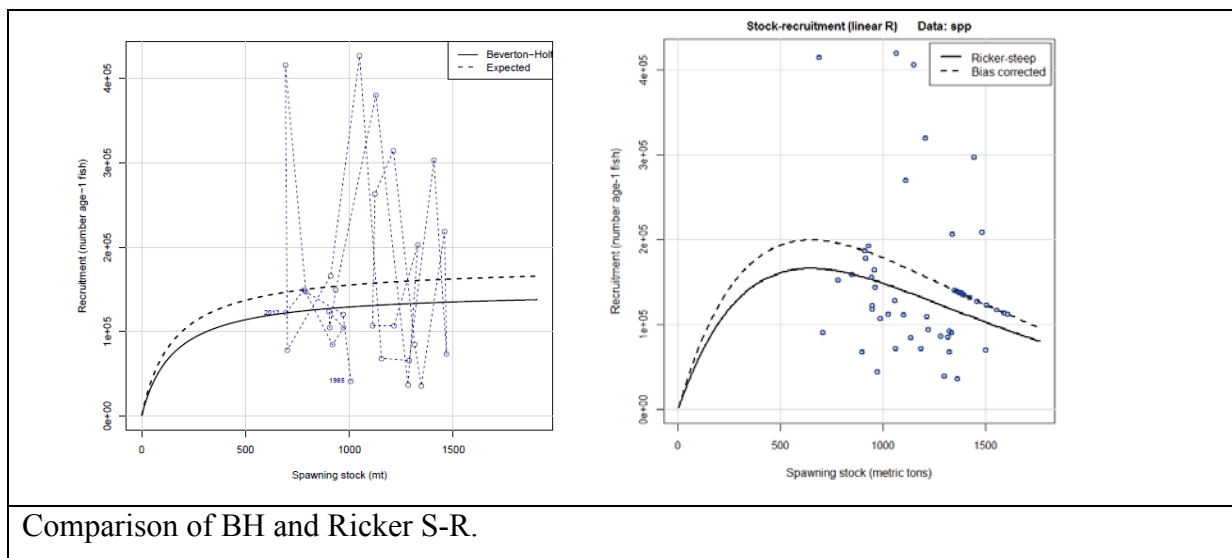 Beverton−Holt
Expected
Recruitment (number age−1 fish)
0e+00
1e+05
2e+05
3e+05
4e+05
2012
1985
0
500
1000
1500
Spawning stock (mt)
Stock-recruitment (linear R) Data: spp
Ricker-steep
Bias corrected
Recruitment (number age-1 fish)
0e+00
1e+05
2e+05
3e+05
4e+05
0
500
1000
1500
Spawning stock (metric tons)
Comparison of BH and Ricker S-R.